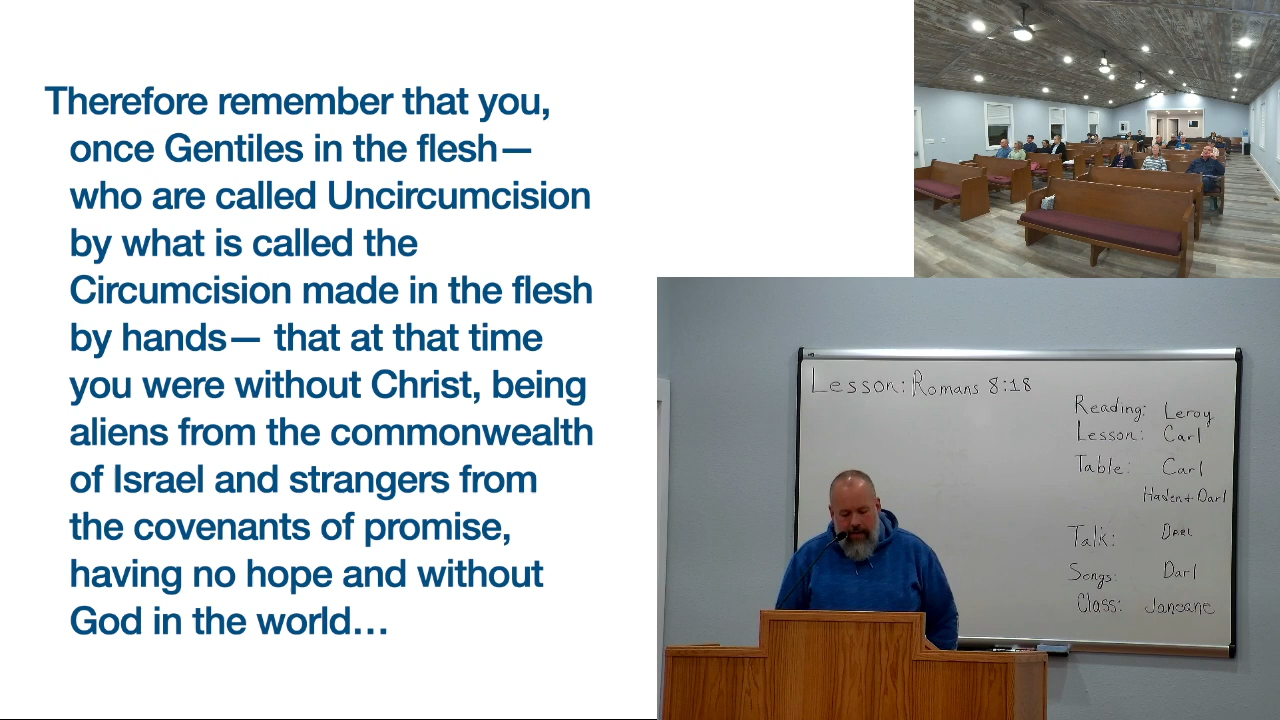 Therefore remember that you,
once Gentiles in the flesh—
who are called Uncircumcision
by what is called the
Circumcision made in the flesh
by hands— that at that time
you were without Christ, being
aliens from the commonwealth
of Israel and strangers from
the covenants of promise,
having no hope and without
God in the world…
Lesson: Romans 8:18
Reading: Leroy
Lesson: Carl
Table: Carl
Darl
Talk:
Songs: Darl
Class: